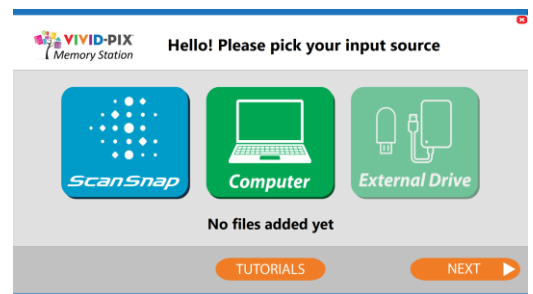 VIVID-PIX
Memory Station
Hello! Please pick your input source
ScanSnap
Computer
External Drive
No files added yet
TUTORIALS
NEXT